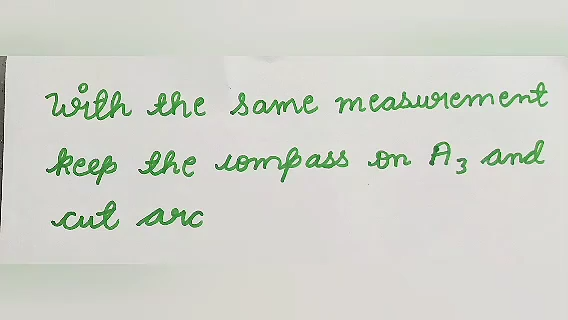 With the same measurement
keep the compass on A₃ and
cut arc